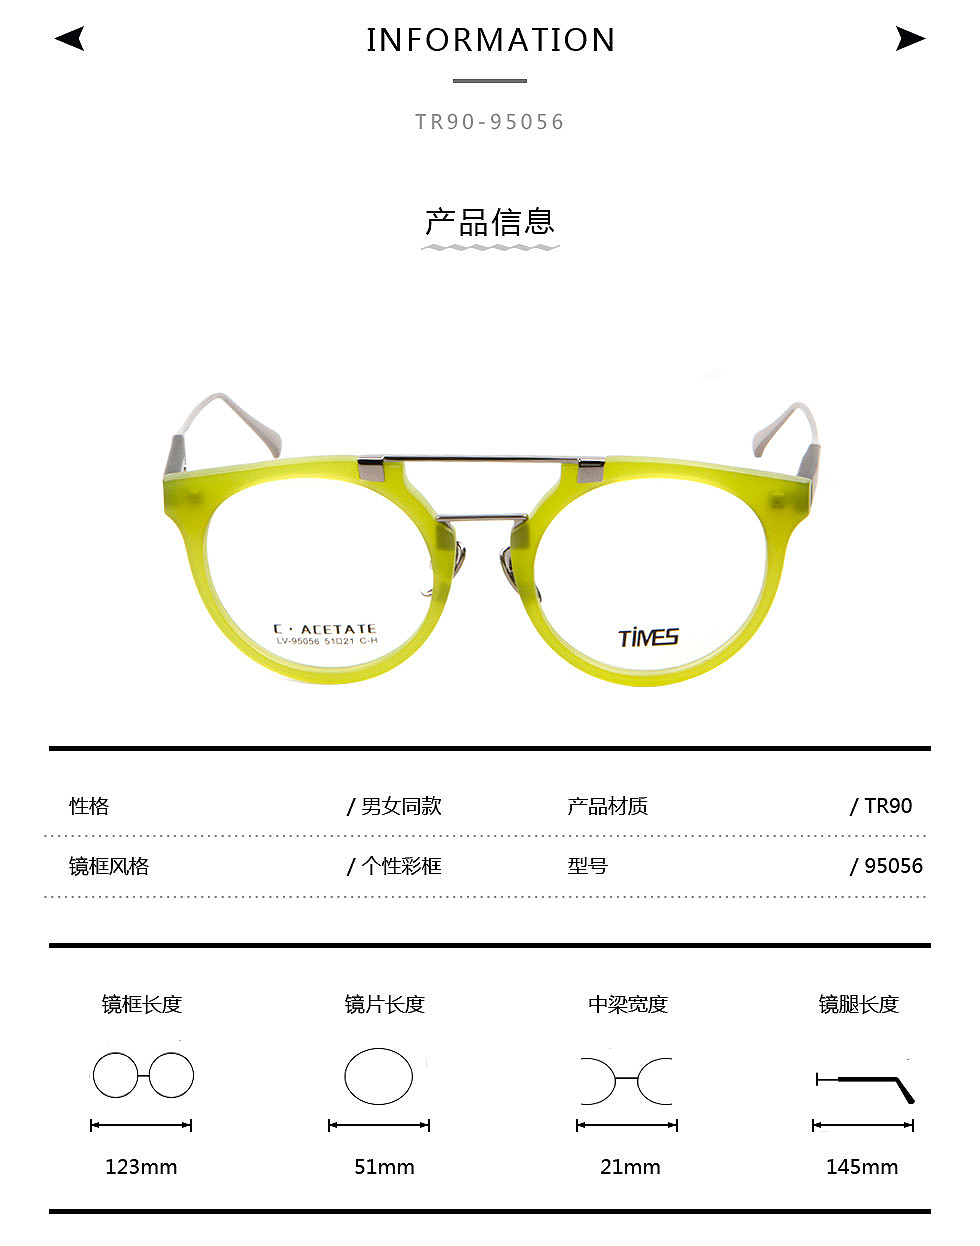 INFORMATION
TR90-95056
产品信息
C · ACETATE
LV-95056 51□21 C-H
TiMES
性格 / 男女同款 产品材质 / TR90
镜框风格 / 个性彩框 型号 / 95056
镜框长度 镜片长度 中梁宽度 镜腿长度
123mm 51mm 21mm 145mm